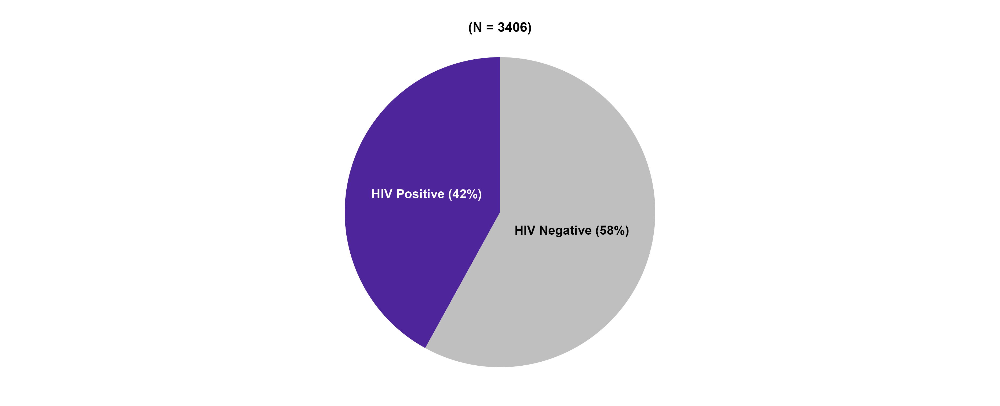 (N = 3406)
HIV Positive (42%)
HIV Negative (58%)